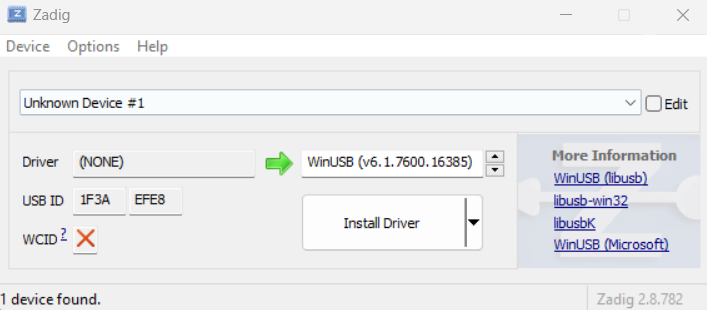 Zadig
Device Options Help
Unknown Device #1
Edit
Driver (NONE) WinUSB (v6.1.7600.16385)
USB ID 1F3A EFE8
WCID ?
Install Driver
More Information
WinUSB (libusb)
libusb-win32
libusbK
WinUSB (Microsoft)
1 device found.
Zadig 2.8.782